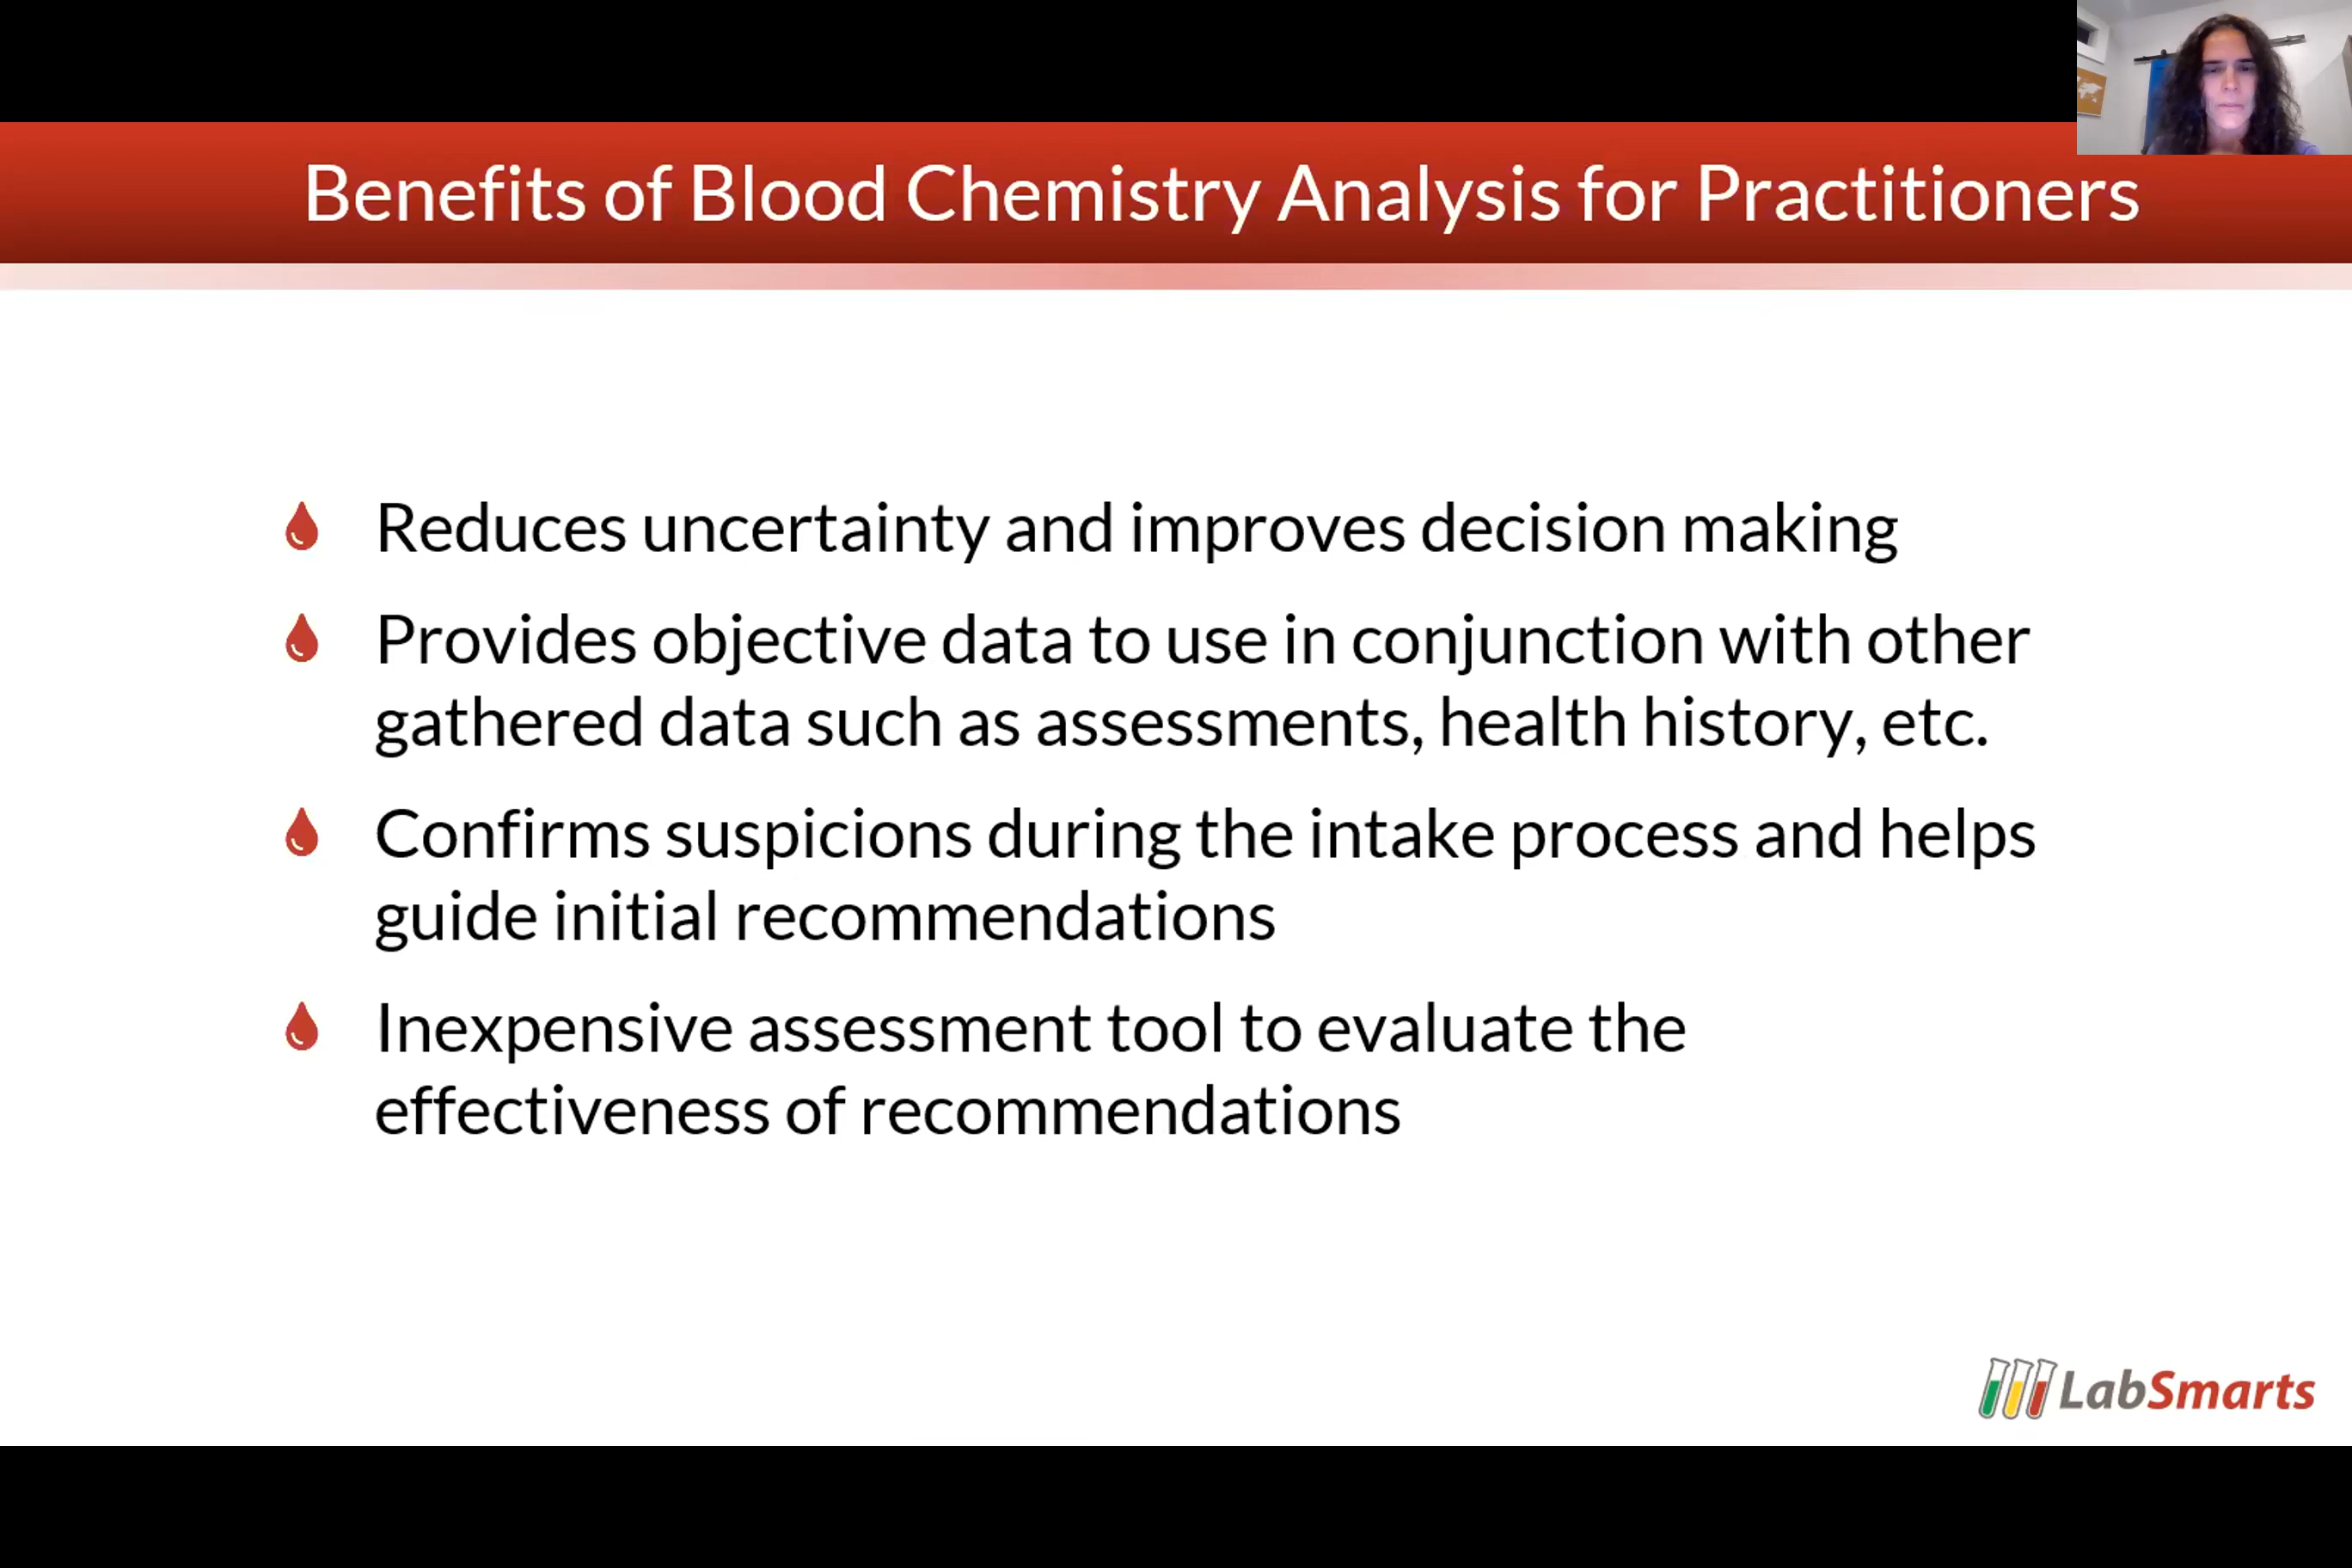 Benefits of Blood Chemistry Analysis for Practitioners
Reduces uncertainty and improves decision making
Provides objective data to use in conjunction with other
gathered data such as assessments, health history, etc.
Confirms suspicions during the intake process and helps
guide initial recommendations
Inexpensive assessment tool to evaluate the
effectiveness of recommendations
LabSmarts